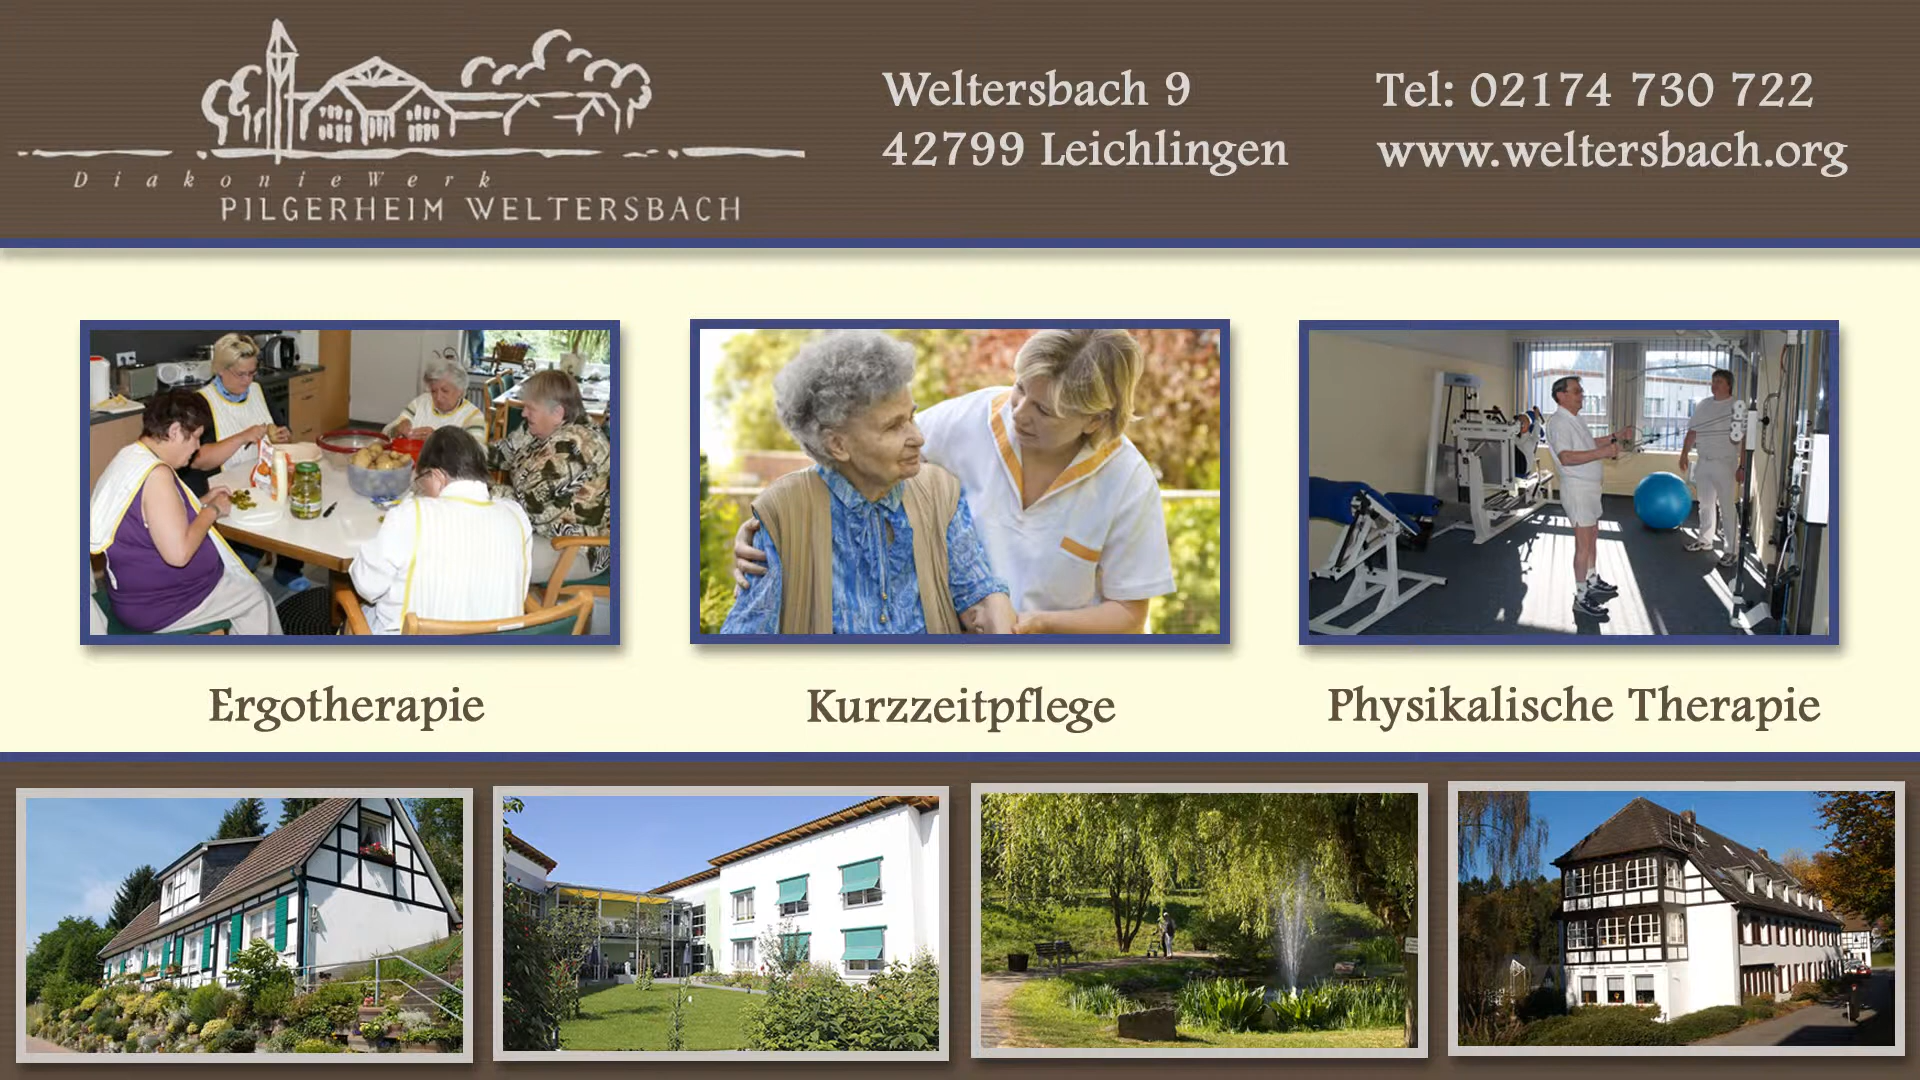 DiakonieWerk
PILGERHEIM WELTERSBACH
Weltersbach 9
42799 Leichlingen
Tel: 02174 730 722
www.weltersbach.org
Ergotherapie
Kurzzeitpflege
Physikalische Therapie